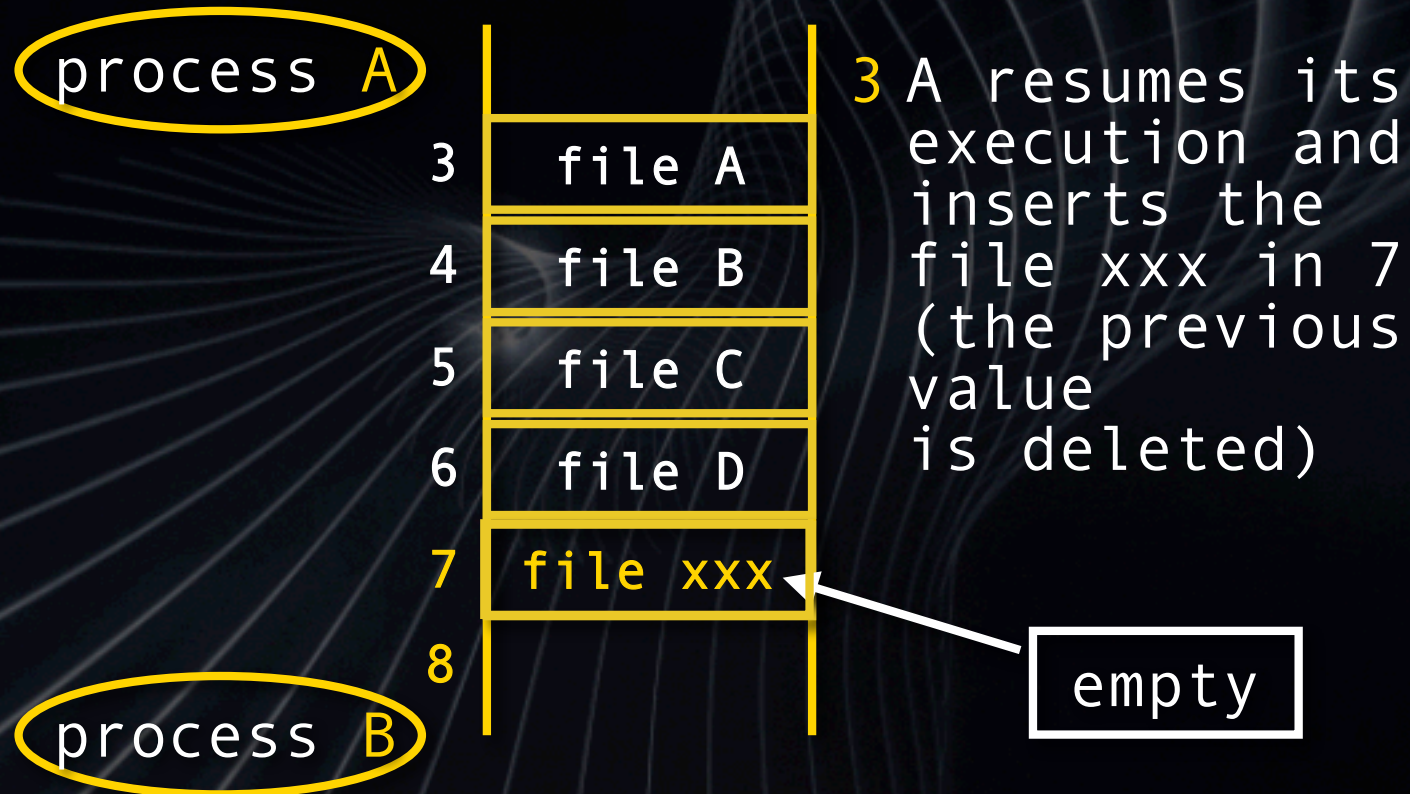 process A
3 file A
4 file B
5 file C
6 file D
7 file xxx
8
process B
3 A resumes its
execution and
inserts the
file xxx in 7
(the previous
value
is deleted)
empty